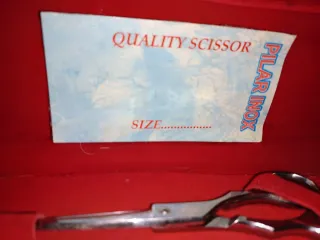 QUALITY SCISSOR
PILAR INOX
SIZE................